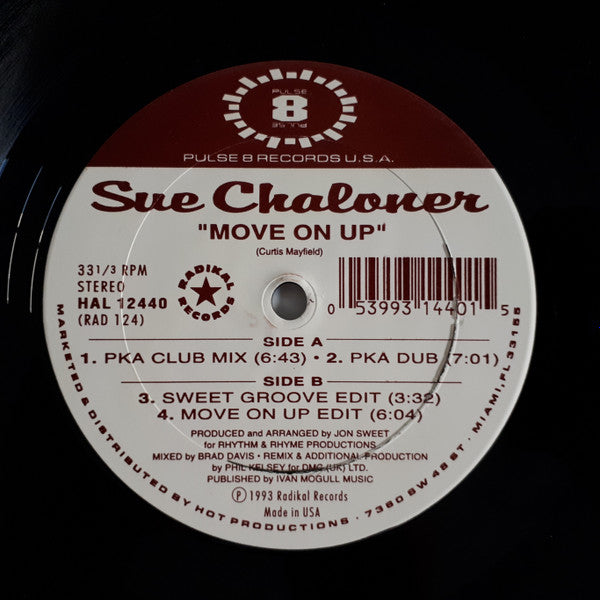 PULSE
8
PULSE
PULSE 8 RECORDS U.S.A.
Sue Chaloner
"MOVE ON UP"
(Curtis Mayfield)
33 1/3 RPM
STEREO
HAL 12440
(RAD 124)
RADIKAL
RECORDS
0 53993 14401 5
SIDE A
1. PKA CLUB MIX (6:43) • 2. PKA DUB (7:01)
SIDE B
3. SWEET GROOVE EDIT (3:32)
4. MOVE ON UP EDIT (6:04)
PRODUCED and ARRANGED by JON SWEET
for RHYTHM & RHYME PRODUCTIONS
MIXED by BRAD DAVIS • REMIX & ADDITIONAL PRODUCTION
by PHIL KELSEY for DMC (UK) LTD.
PUBLISHED by IVAN MOGULL MUSIC
Ⓟ 1993 Radikal Records
Made in USA
MARKETED & DISTRIBUTED BY HOT PRODUCTIONS • 7360 SW 48 ST • MIAMI, FL 33155